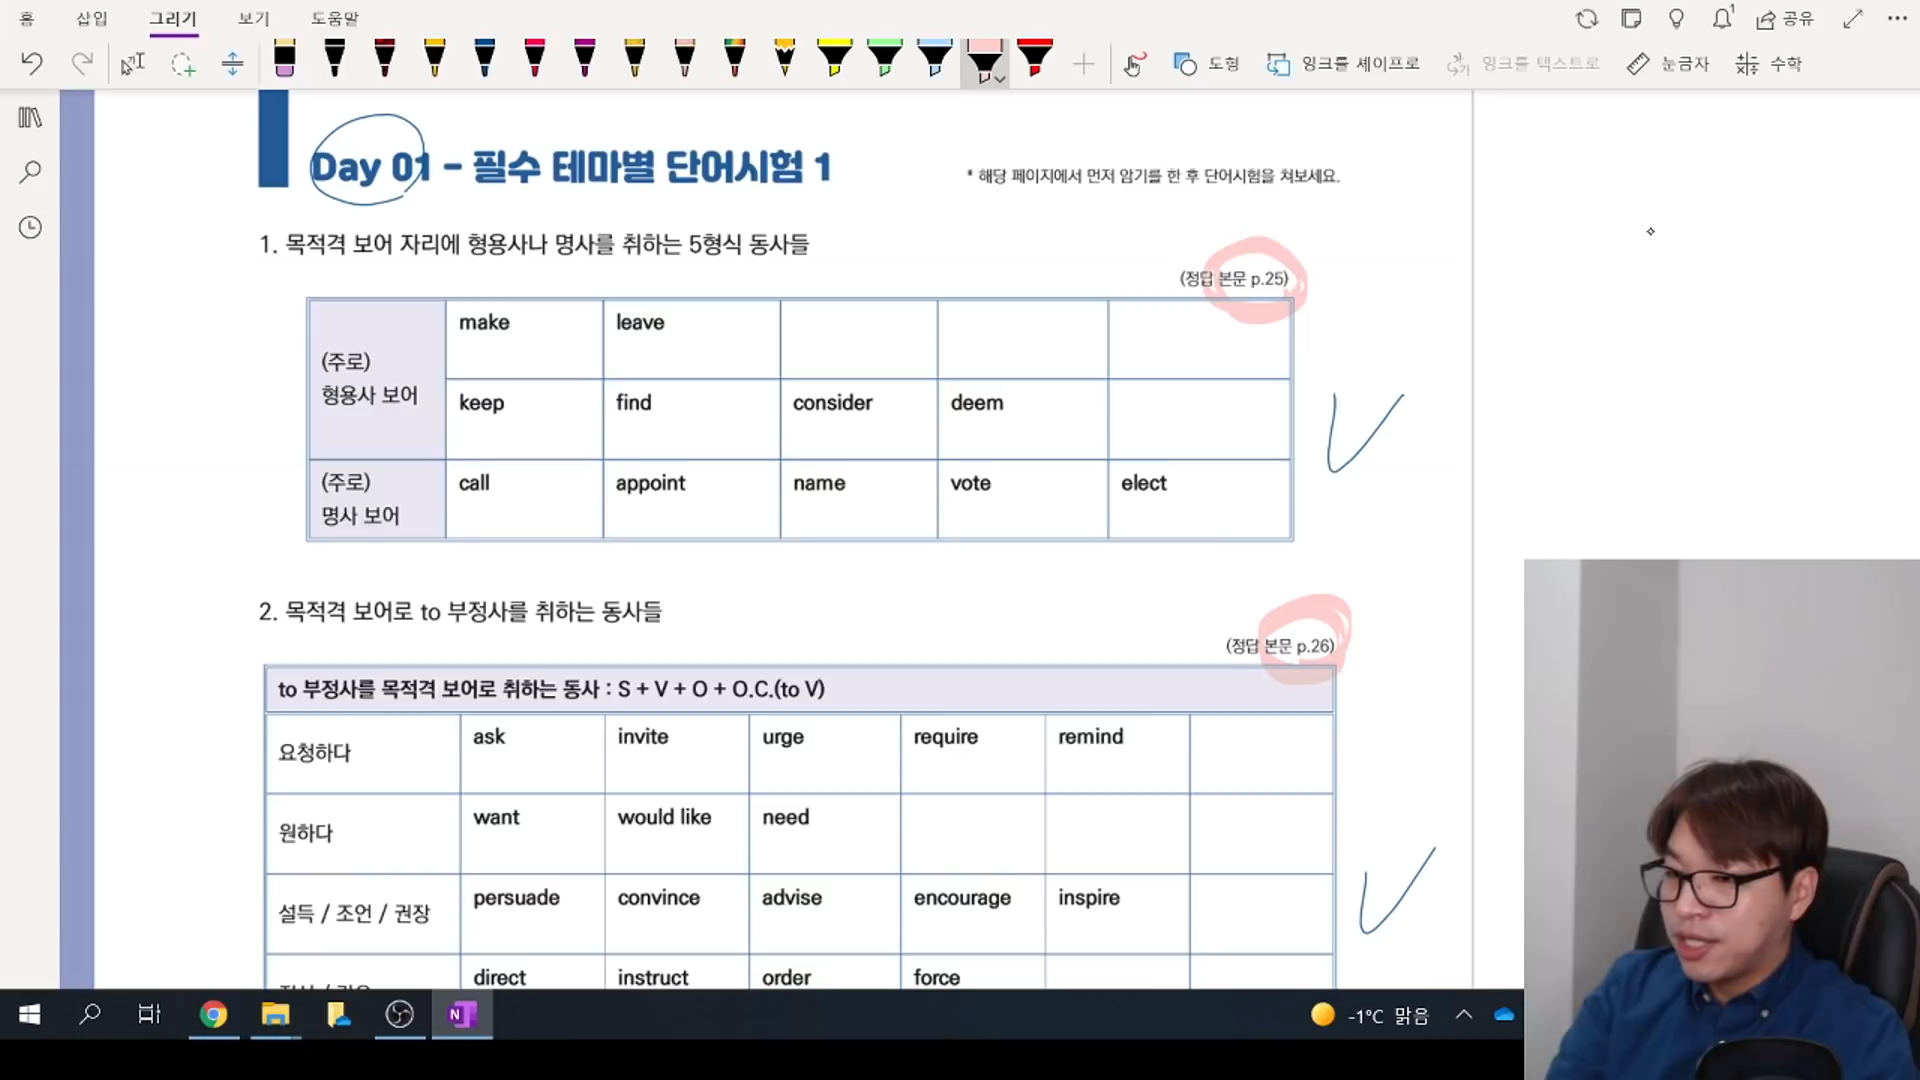 홈 삽입 그리기 보기 도움말 1 공유
도형 잉크를 셰이프로 잉크를 텍스트로 눈금자 수학
Day 01 - 필수 테마별 단어시험 1
* 해당 페이지에서 먼저 암기를 한 후 단어시험을 쳐보세요.
1. 목적격 보어 자리에 형용사나 명사를 취하는 5형식 동사들
(정답 본문 p.25)
(주로)
형용사 보어
make leave
keep find consider deem
(주로)
명사 보어
call appoint name vote elect
2. 목적격 보어로 to 부정사를 취하는 동사들
(정답 본문 p.26)
to 부정사를 목적격 보어로 취하는 동사 : S + V + O + O.C.(to V)
요청하다 ask invite urge require remind
원하다 want would like need
설득 / 조언 / 권장 persuade convince advise encourage inspire
direct instruct order force
N
-1°C 맑음